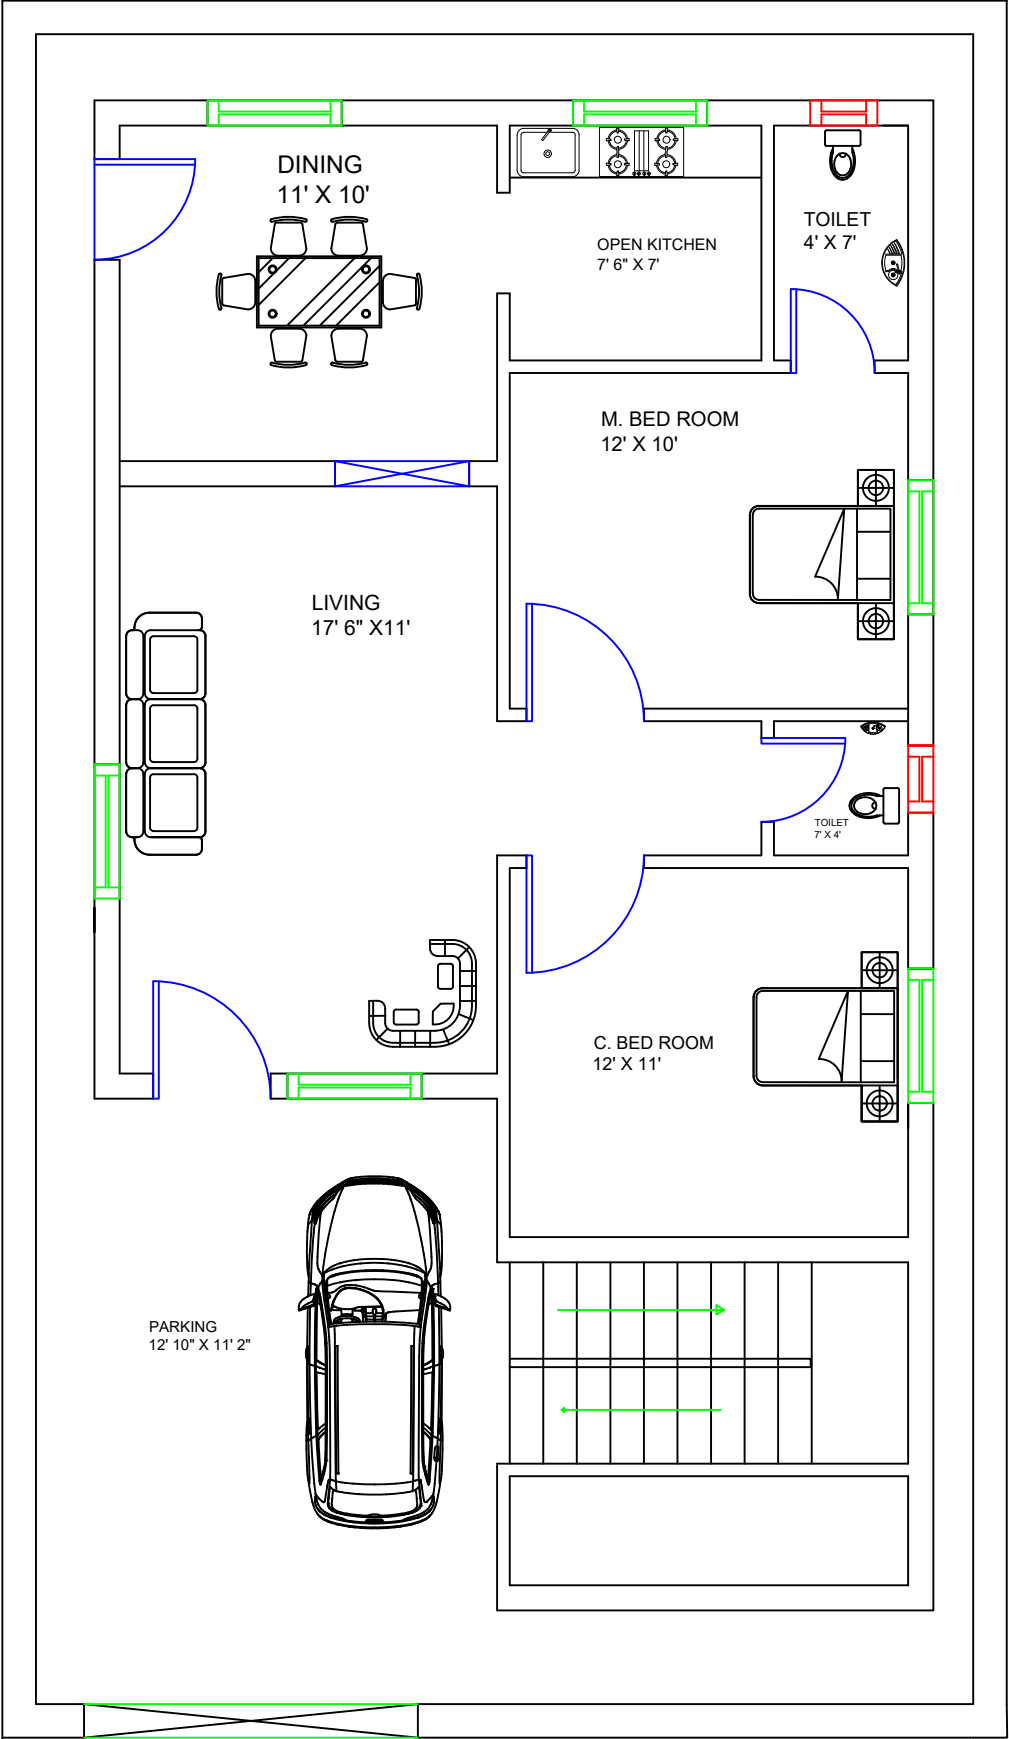 DINING
11' X 10'
OPEN KITCHEN
7' 6" X 7'
TOILET
4' X 7'
M. BED ROOM
12' X 10'
LIVING
17' 6" X11'
TOILET
7' X 4'
C. BED ROOM
12' X 11'
PARKING
12' 10" X 11' 2"